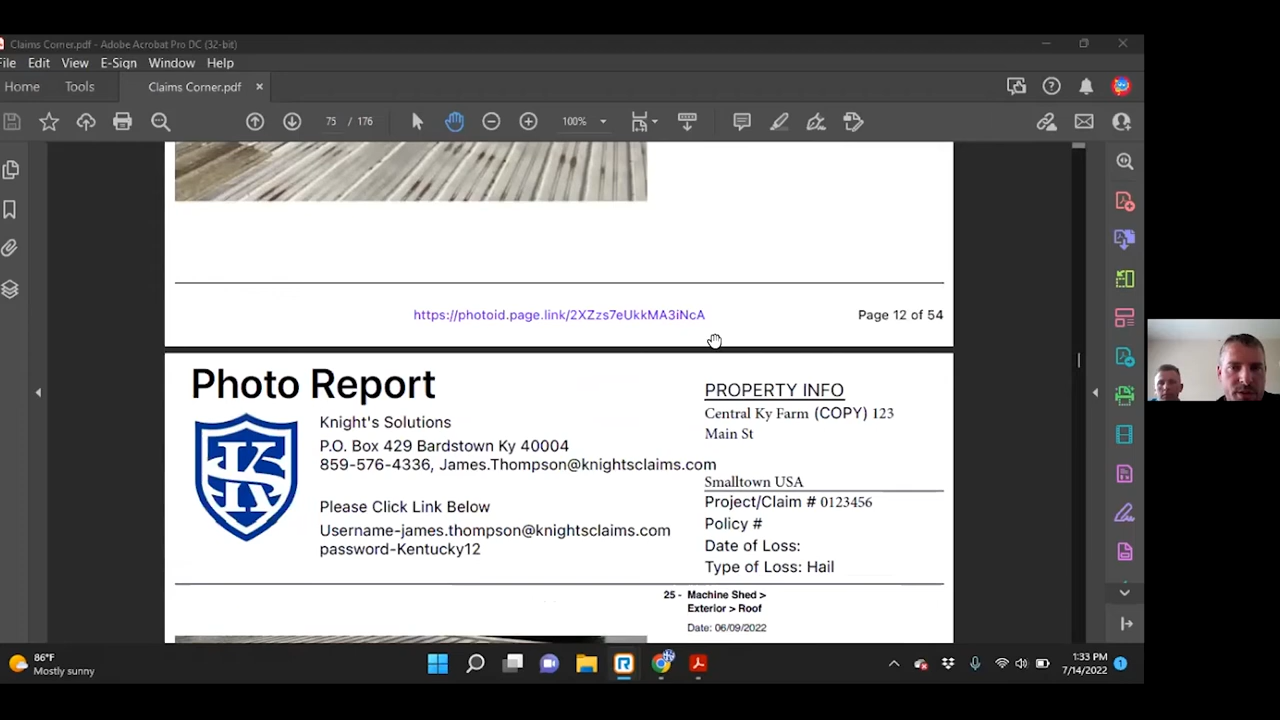 Claims Corner.pdf - Adobe Acrobat Pro DC (32-bit)
File Edit View E-Sign Window Help
Home Tools Claims Corner.pdf ×
75 / 176 100%
https://photoid.page.link/2XZzs7eUkkMA3iNcA Page 12 of 54
Photo Report
PROPERTY INFO
Knight's Solutions
Central Ky Farm (COPY) 123
Main St
P.O. Box 429 Bardstown Ky 40004
859-576-4336, James.Thompson@knightsclaims.com
Smalltown USA
Please Click Link Below
Project/Claim # 0123456
Username-james.thompson@knightsclaims.com
Policy #
password-Kentucky12
Date of Loss:
Type of Loss: Hail
25 - Machine Shed >
Exterior > Roof
Date: 06/09/2022
86°F
Mostly sunny
1:33 PM
7/14/2022
1